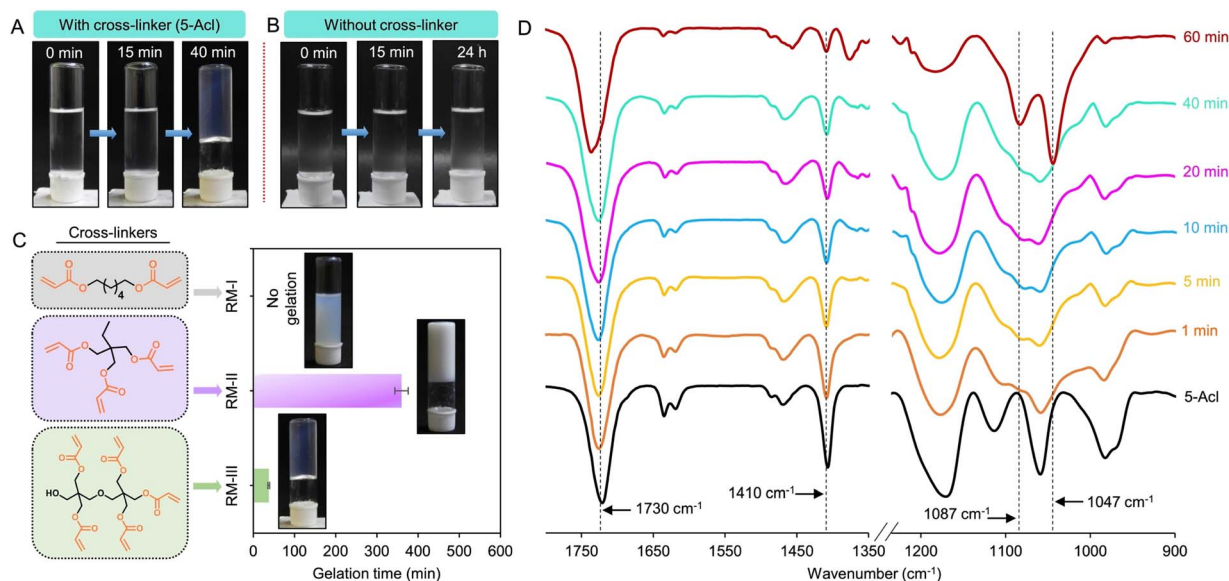 A
With cross-linker (5-Acl)
0 min
15 min
40 min
B
Without cross-linker
0 min
15 min
24 h
C
Cross-linkers
O
O
O
O
4
O
O
O
O
O
O
O
O
O
O
HO
O
O
O
O
O
O
O
RM-I
RM-II
RM-III
No
gelation
0 100 200 300 400 500 600
Gelation time (min)
D
60 min
40 min
20 min
10 min
5 min
1 min
5-Acl
1730 cm⁻¹
1410 cm⁻¹
1087 cm⁻¹
1047 cm⁻¹
1750 1650 1550 1450 1350 1200 1100 1000 900
Wavenumber (cm⁻¹)